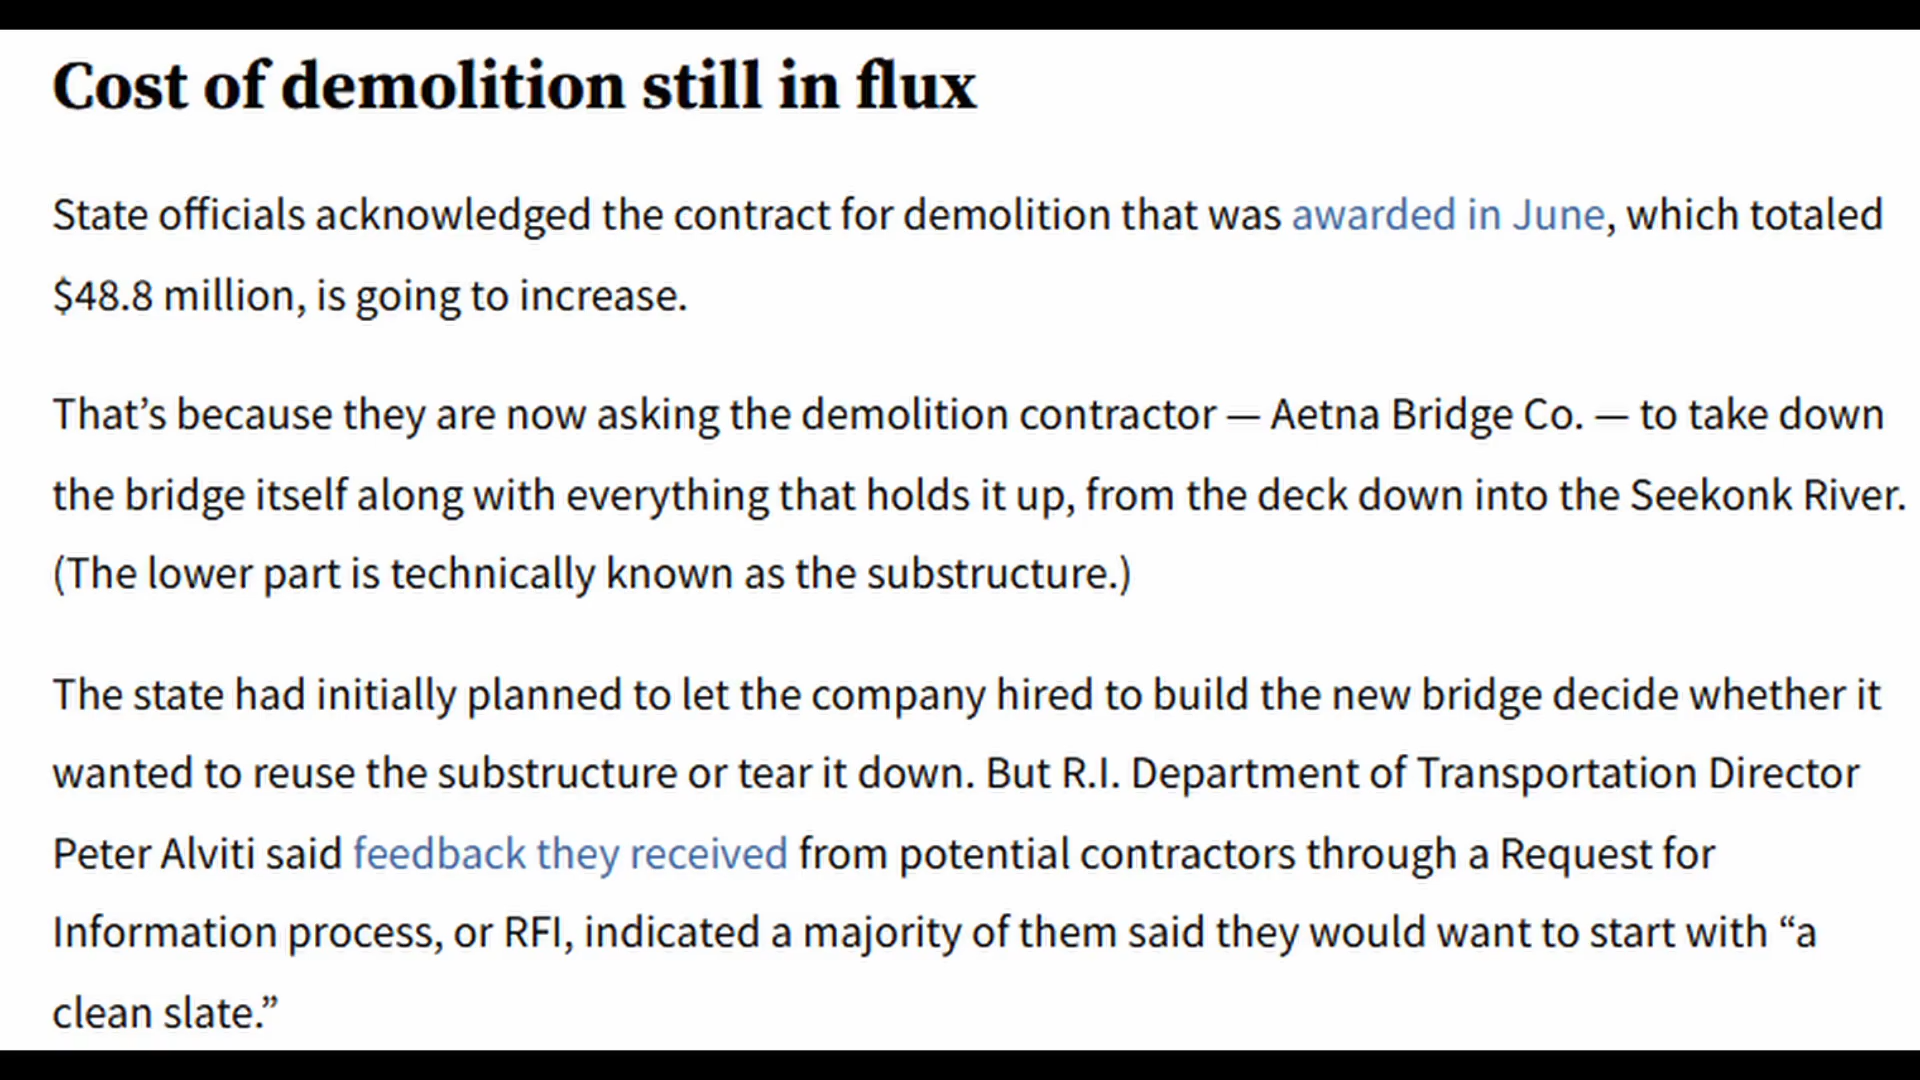 Cost of demolition still in flux
State officials acknowledged the contract for demolition that was awarded in June, which totaled
$48.8 million, is going to increase.
That’s because they are now asking the demolition contractor — Aetna Bridge Co. — to take down
the bridge itself along with everything that holds it up, from the deck down into the Seekonk River.
(The lower part is technically known as the substructure.)
The state had initially planned to let the company hired to build the new bridge decide whether it
wanted to reuse the substructure or tear it down. But R.I. Department of Transportation Director
Peter Alviti said feedback they received from potential contractors through a Request for
Information process, or RFI, indicated a majority of them said they would want to start with “a
clean slate.”